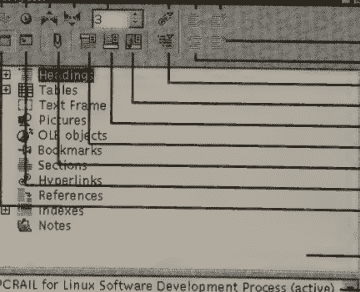 3
Headings
Tables
Text Frame
Pictures
OLE objects
Bookmarks
Sections
Hyperlinks
References
Indexes
Notes
PCRAIL for Linux Software Development Process (active)